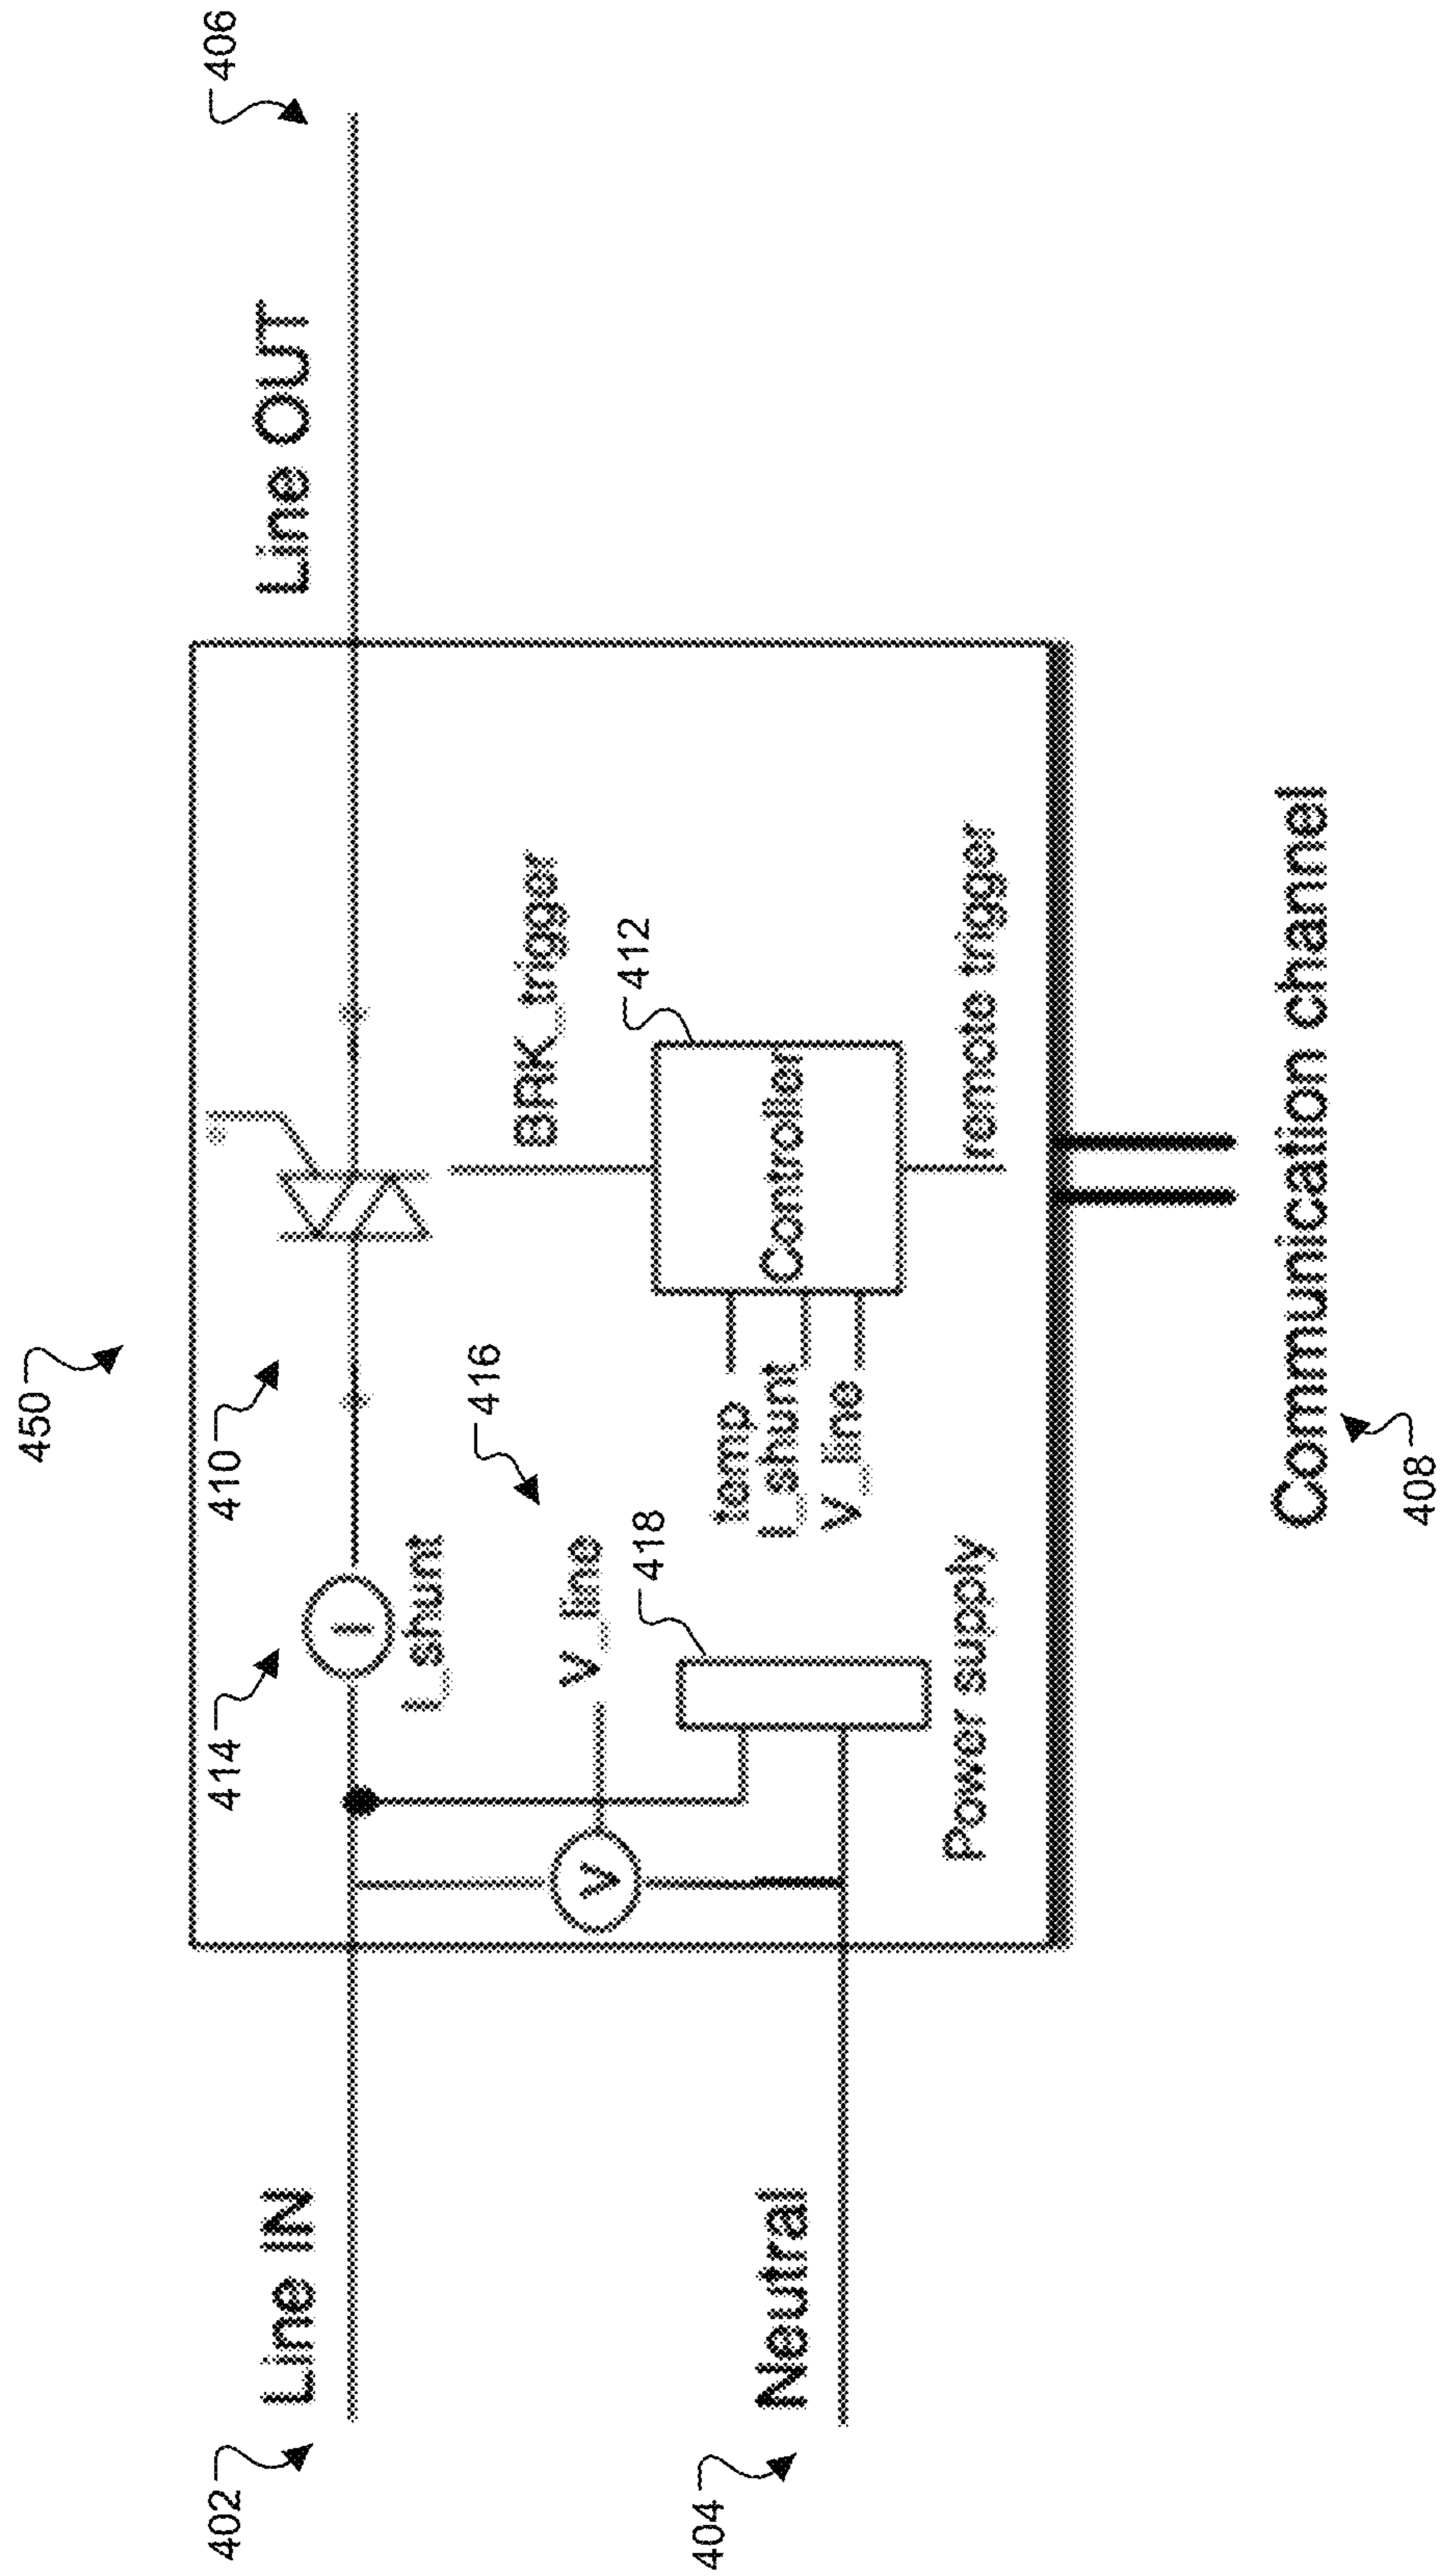 450
402
Line IN
414
410
Line OUT
406
I
I_shunt
416
V
V_line
BRK_trigger
418
412
404
Neutral
temp
I_shunt
V_line
Controller
Power supply
remote trigger
Communication channel
408